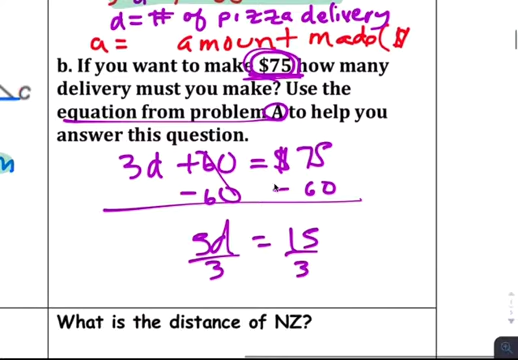 d = # of pizza delivery
a = amount made ($
b. If you want to make $75 how many
delivery must you make? Use the
equation from problem A to help you
answer this question.
3d + 60 = $75
- 60 - 60
3d = 15
3 3
What is the distance of NZ?